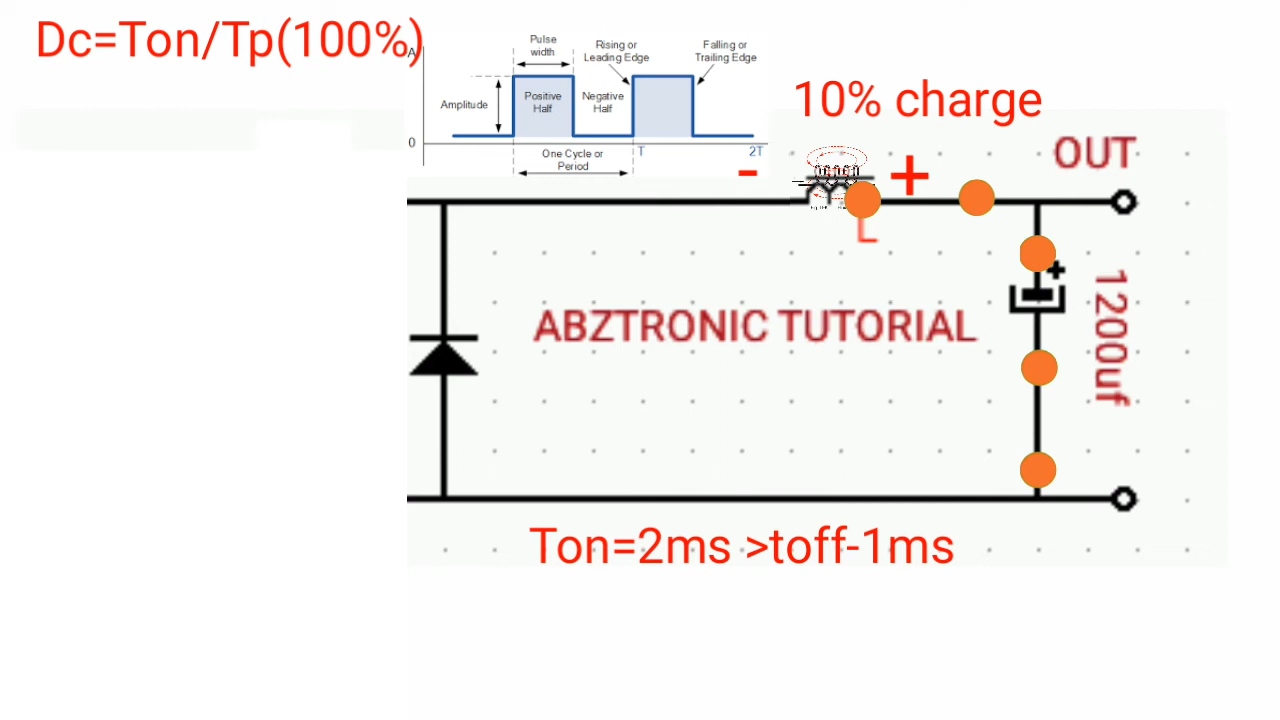 Dc=Ton/Tp(100%)
A
Pulse
width
Rising or
Leading Edge
Falling or
Trailing Edge
Amplitude
Positive
Half
Negative
Half
0
One Cycle or
Period
T
2T
10% charge
- +
OUT
L
+
1200uf
ABZTRONIC TUTORIAL
Ton=2ms >toff-1ms